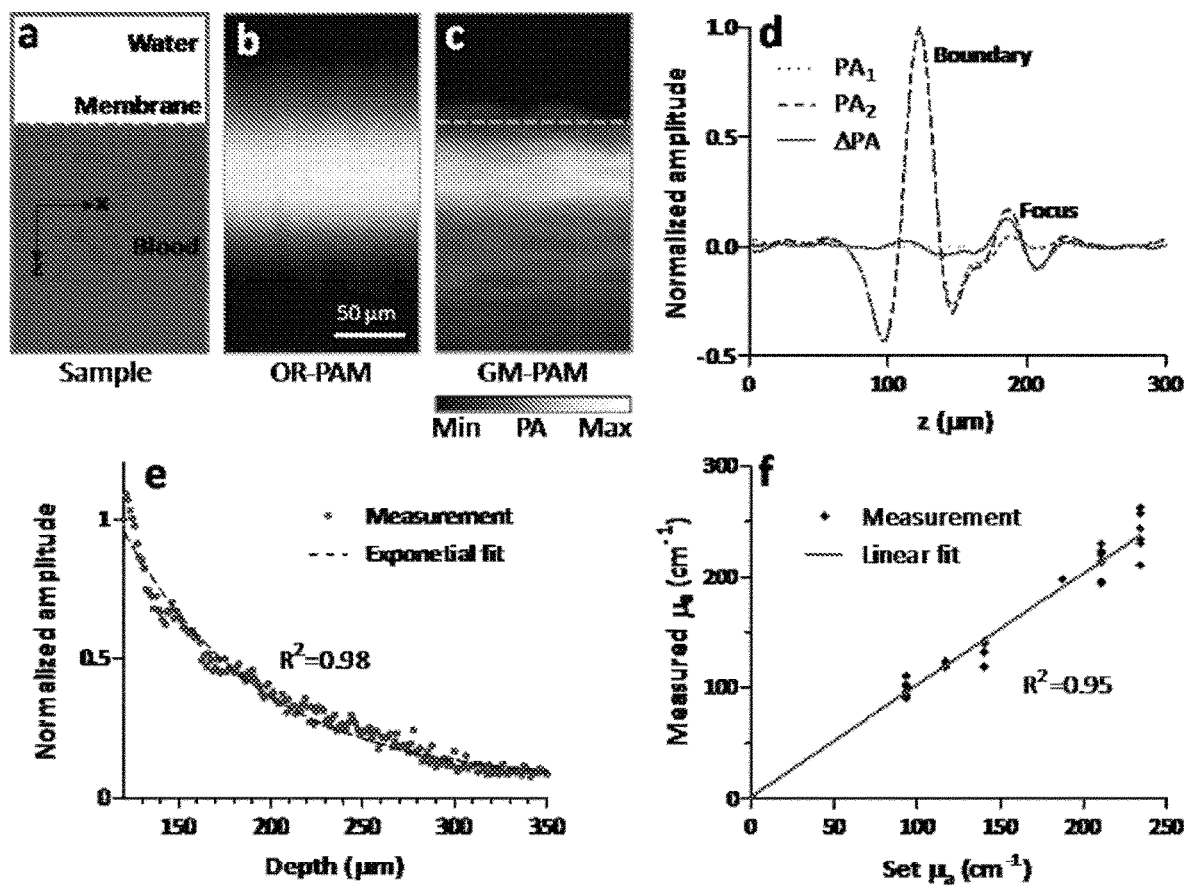 a
Water
Membrane
x
Blood
Sample
b
50 µm
OR-PAM
c
GM-PAM
Min PA Max
d
1.0
0.5
0.0
-0.5
Normalized amplitude
PA1
PA2
ΔPA
Boundary
Focus
0 100 200 300
z (µm)
e
1
0.5
0
Normalized amplitude
Measurement
Exponetial fit
R2=0.98
150 200 250 300 350
Depth (µm)
f
300
200
100
0
Measured µa (cm-1)
Measurement
Linear fit
R2=0.95
0 50 100 150 200 250
Set µa (cm-1)